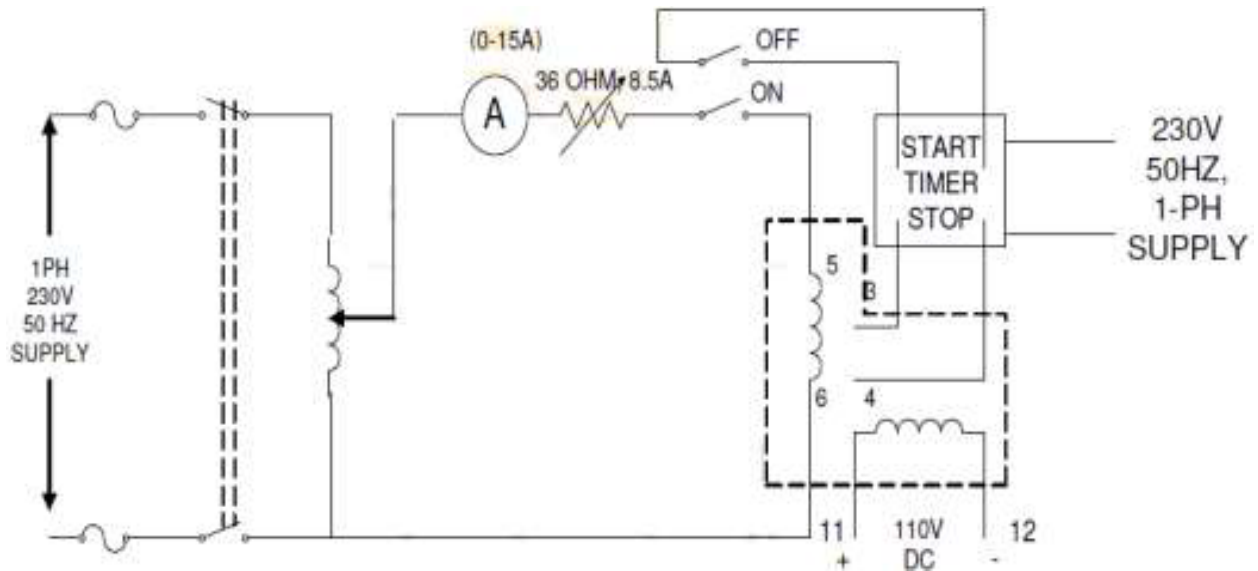 (0-15A)
OFF
36 OHM, 8.5A
ON
A
START
TIMER
STOP
230V
50HZ,
1-PH
SUPPLY
1PH
230V
50 HZ
SUPPLY
5
3
6
4
11
110V
12
+
DC
-